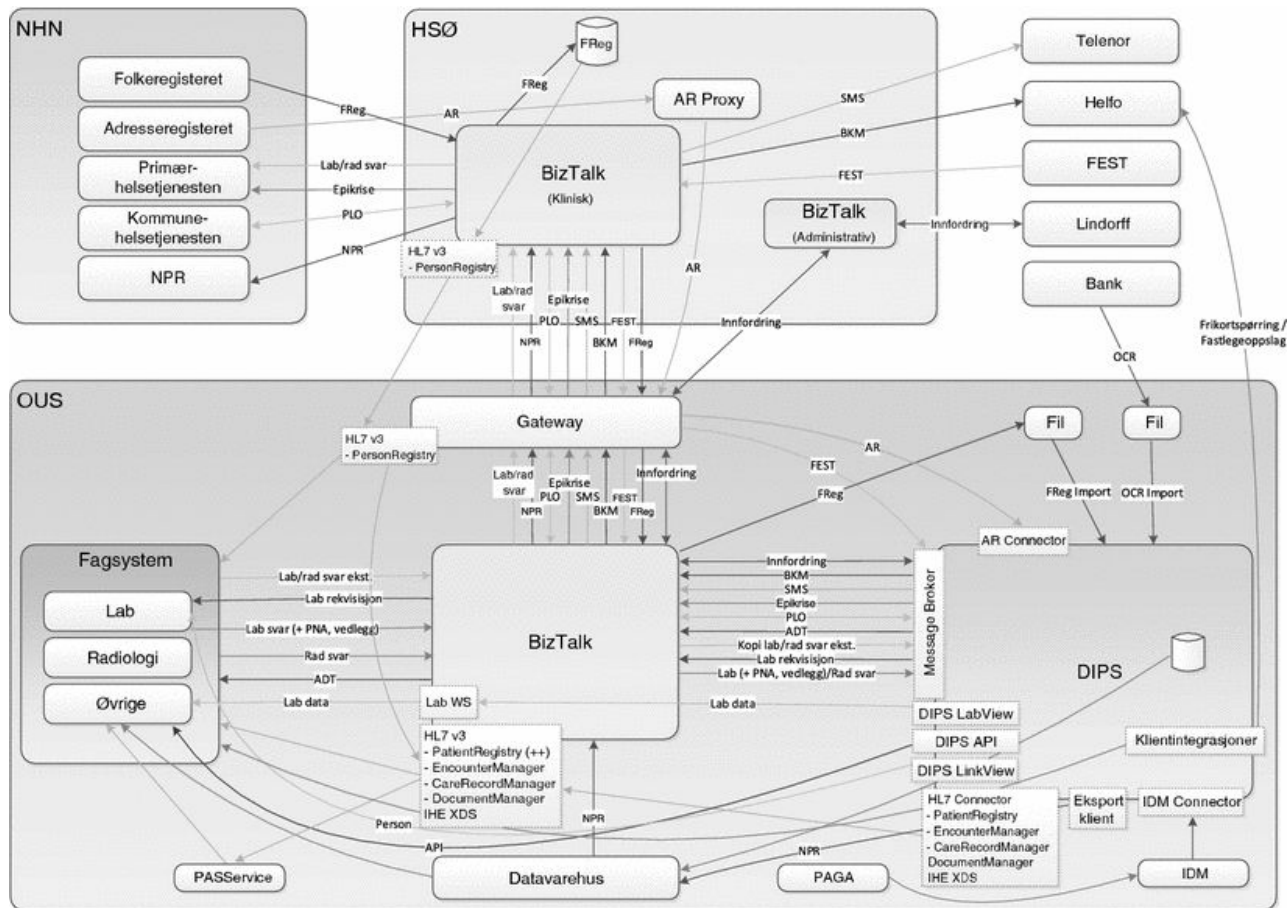 NHN
Folkeregisteret
Adresseregisteret
Primær-
helsetjenesten
Kommune-
helsetjenesten
NPR
FReg
AR
Lab/rad svar
Epikrise
PLO
NPR
HSØ
FReg
FReg
AR Proxy
BizTalk
(Klinisk)
BizTalk
(Administrativ)
HL7 v3
- PersonRegistry
AR
Innfordring
SMS
BKM
FEST
Innfordring
Telenor
Helfo
FEST
Lindorff
Bank
Frikortspørring /
Fastlegeoppslag
OCR
Lab/rad
svar
NPR
PLO
Epikrise
SMS
BKM
FEST
FReg
OUS
Gateway
HL7 v3
- PersonRegistry
Lab/rad
svar
NPR
PLO
Epikrise
SMS
BKM
FEST
FReg
Innfordring
FReg
FEST
AR
Fil
Fil
FReg Import
OCR Import
AR Connector
Fagsystem
Lab
Radiologi
Øvrige
Lab/rad svar ekst.
Lab rekvisisjon
Lab svar (+ PNA, vedlegg)
Rad svar
ADT
Lab data
BizTalk
Lab WS
HL7 v3
- PatientRegistry (++)
- EncounterManager
- CareRecordManager
- DocumentManager
IHE XDS
Innfordring
BKM
SMS
Epikrise
PLO
ADT
Kopi lab/rad svar ekst.
Lab rekvisjon
Lab (+ PNA, vedlegg)/Rad svar
Lab data
Message Broker
DIPS
DIPS LabView
DIPS API
DIPS LinkView
Klientintegrasjoner
HL7 Connector
- PatientRegistry
- EncounterManager
- CareRecordManager
DocumentManager
IHE XDS
Eksport
klient
IDM Connector
Person
API
NPR
NPR
PASService
Datavarehus
PAGA
IDM